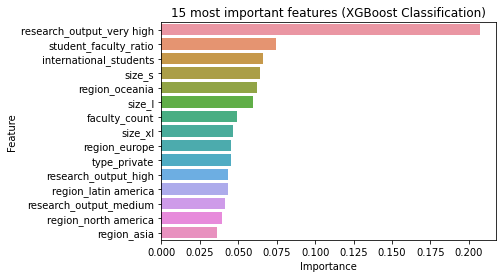 15 most important features (XGBoost Classification)
research_output_very high
student_faculty_ratio
international_students
size_s
region_oceania
size_l
faculty_count
size_xl
region_europe
type_private
research_output_high
region_latin america
research_output_medium
region_north america
region_asia
Feature
0.000 0.025 0.050 0.075 0.100 0.125 0.150 0.175 0.200
Importance